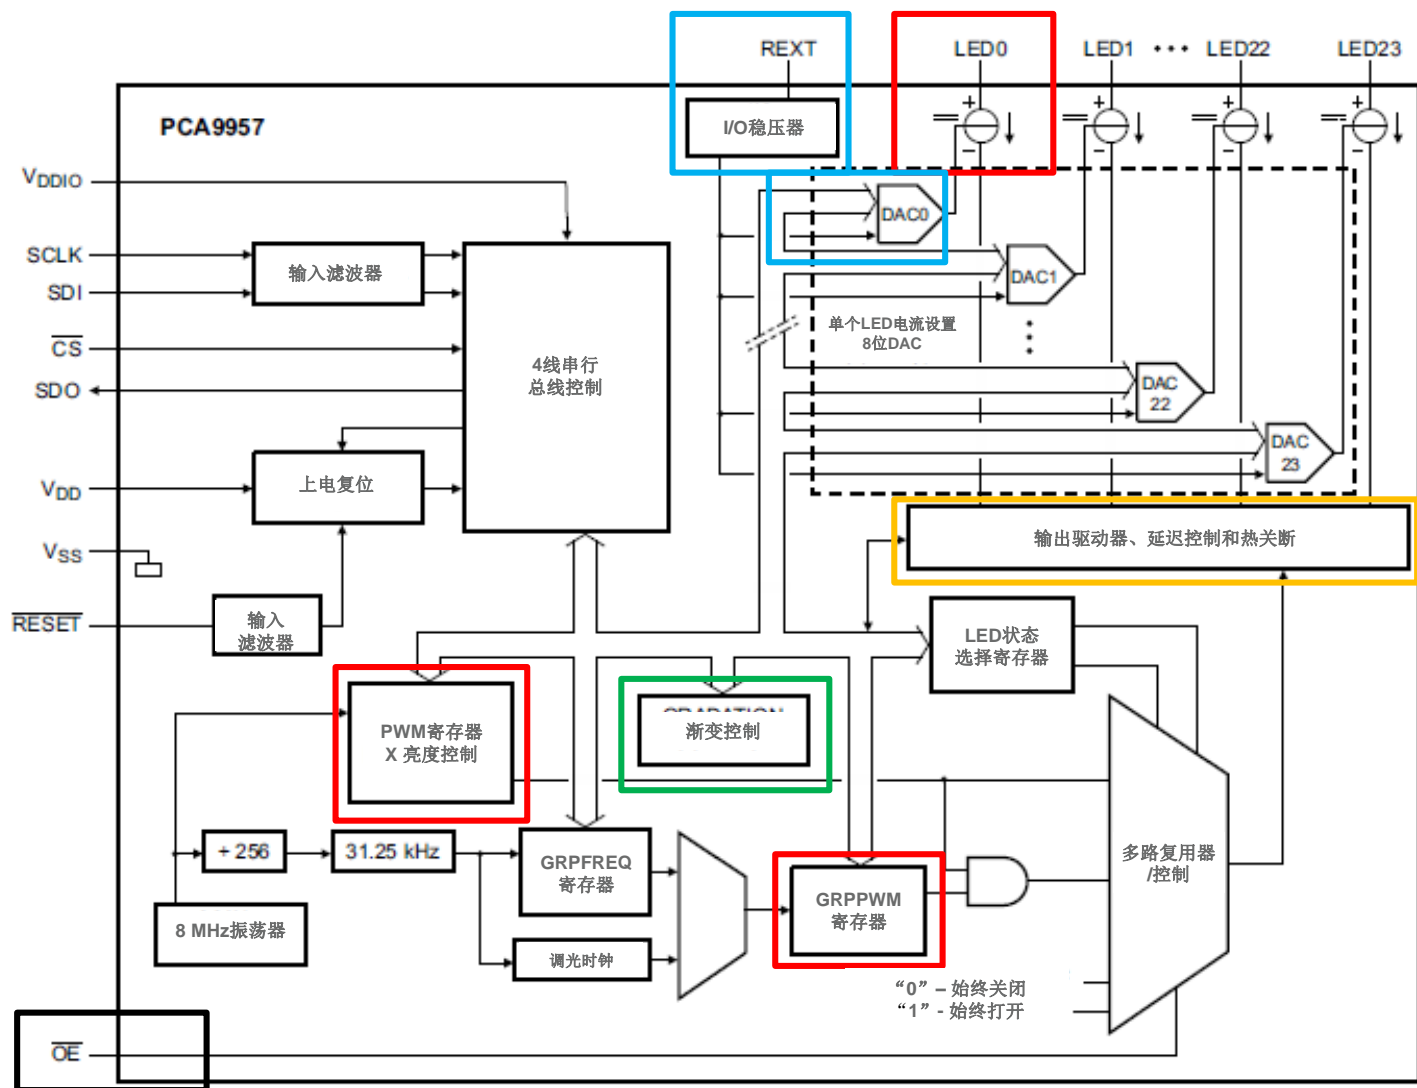 REXT
LED0
LED1 ••• LED22
LED23
PCA9957
I/O稳压器
VDDIO
SCLK
SDI
CS
SDO
VDD
VSS
RESET
输入滤波器
4线串行
总线控制
上电复位
输入
滤波器
DAC0
DAC1
单个LED电流设置
8位DAC
DAC
22
DAC
23
输出驱动器、延迟控制和热关断
LED状态
选择寄存器
PWM寄存器
X 亮度控制
渐变控制
÷ 256
31.25 kHz
GRPFREQ
寄存器
GRPPWM
寄存器
多路复用器
/控制
8 MHz振荡器
调光时钟
“0” – 始终关闭
“1” - 始终打开
OE